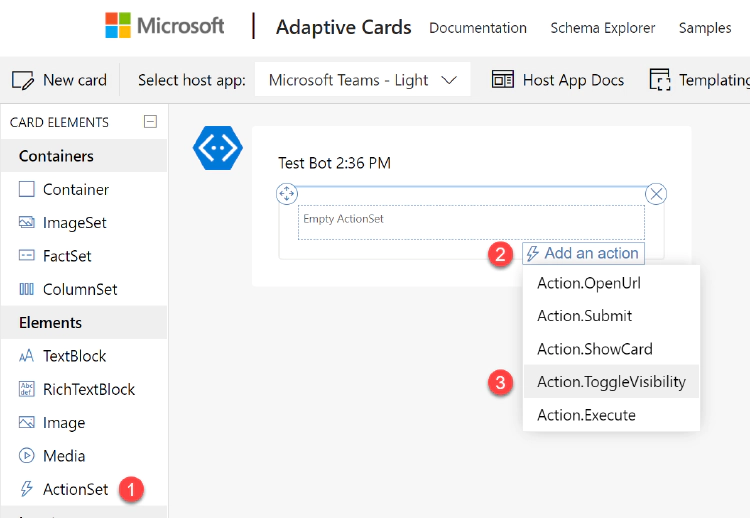 Microsoft | Adaptive Cards Documentation Schema Explorer Samples
New card Select host app: Microsoft Teams - Light Host App Docs Templating
CARD ELEMENTS
Containers
Container
ImageSet
FactSet
ColumnSet
Elements
TextBlock
Abc def RichTextBlock
Image
Media
ActionSet 1
Test Bot 2:36 PM
Empty ActionSet
2 Add an action
Action.OpenUrl
Action.Submit
Action.ShowCard
3 Action.ToggleVisibility
Action.Execute